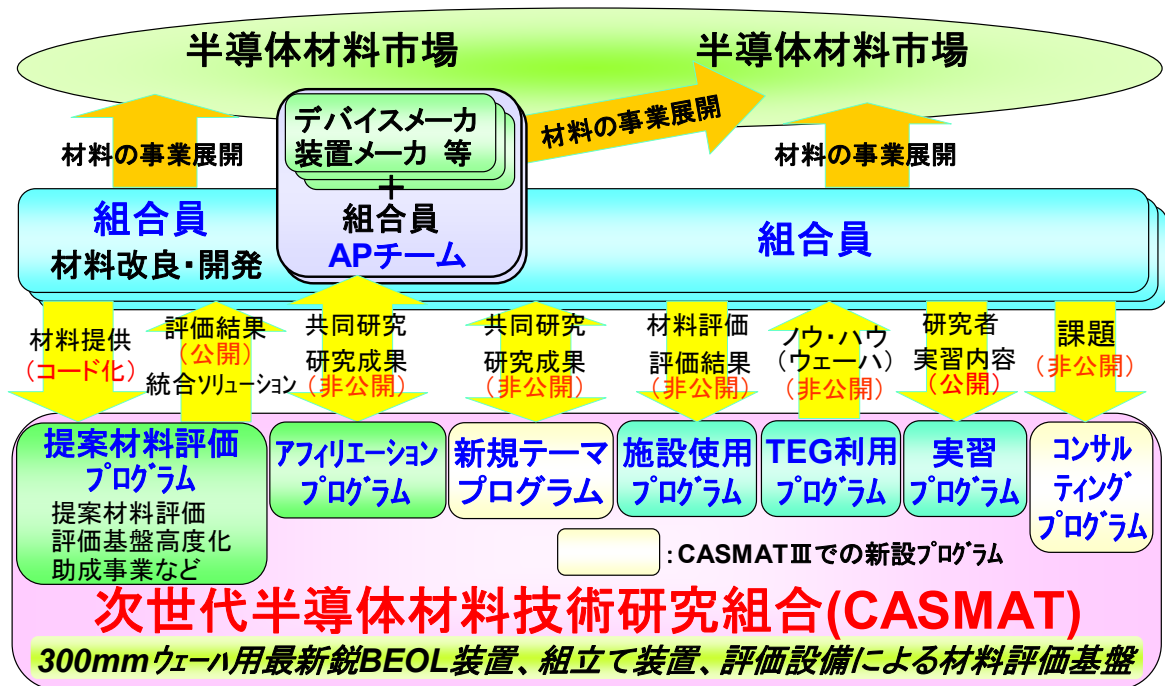 半導体材料市場
半導体材料市場
デバイスメーカ
装置メーカ 等
+
組合員
APチーム
材料の事業展開
材料の事業展開
材料の事業展開
組合員
材料改良・開発
組合員
材料提供
(コード化)
評価結果
(公開)
統合ソリューション
共同研究
研究成果
(非公開)
共同研究
研究成果
(非公開)
材料評価
評価結果
(非公開)
ノウ・ハウ
(ウェーハ)
(非公開)
研究者
実習内容
(公開)
課題
(非公開)
提案材料評価
プログラム
提案材料評価
評価基盤高度化
助成事業など
アフィリエーション
プログラム
新規テーマ
プログラム
施設使用
プログラム
TEG利用
プログラム
実習
プログラム
コンサル
ティング
プログラム
:CASMATⅢでの新設プログラム
次世代半導体材料技術研究組合(CASMAT)
300mmウェーハ用最新鋭BEOL装置、組立て装置、評価設備による材料評価基盤